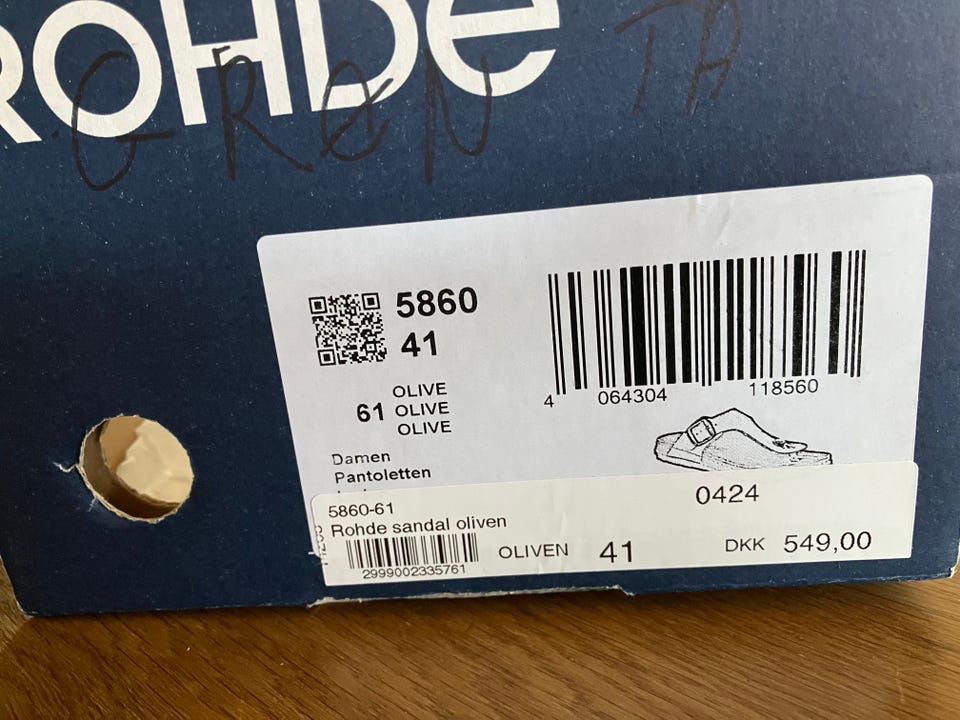 ROHDE
GRØN TA
5860
41
61 OLIVE
OLIVE
OLIVE
Damen
Pantoletten
4 064304 118560
5860-61
Rohde sandal oliven
0424
2999002335761
OLIVEN 41 DKK 549,00